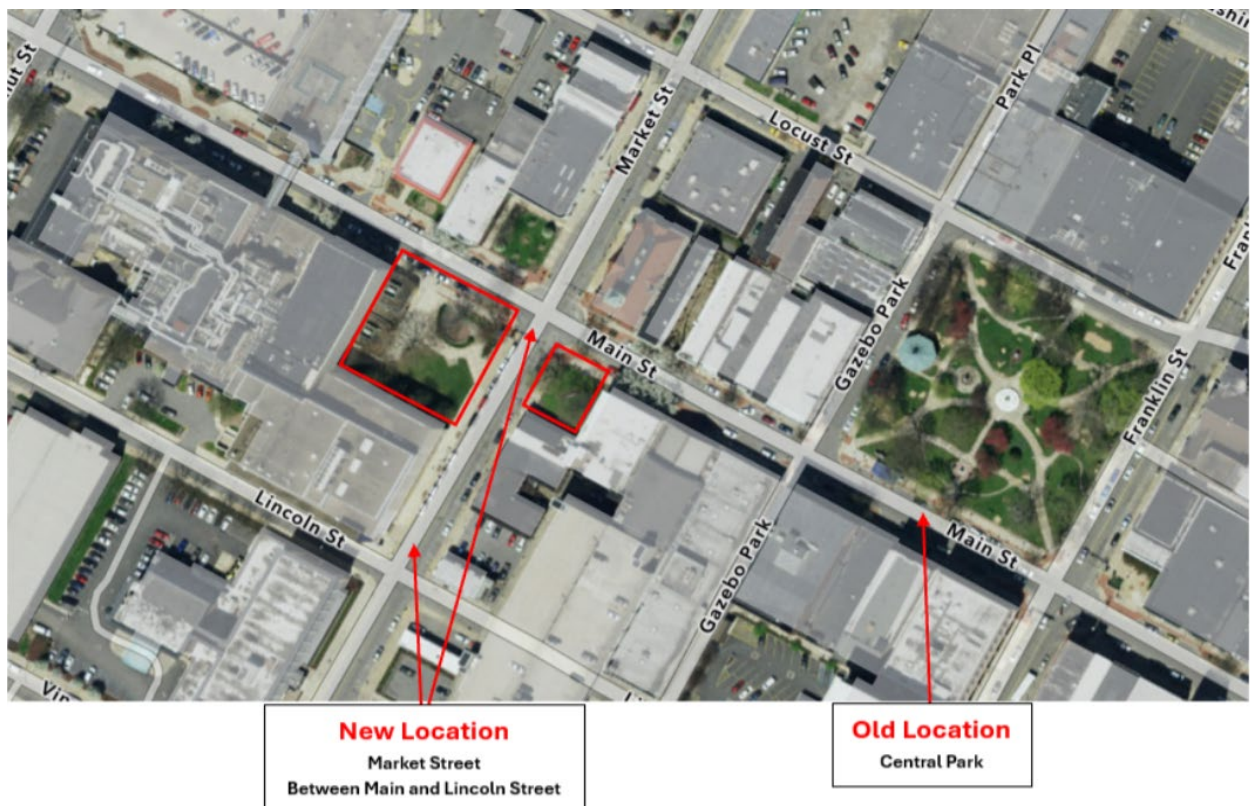 Park Pl
Market St
Locust St
Main St
Gazebo Park
Franklin St
Lincoln St
Gazebo Park
Main St
New Location
Market Street
Between Main and Lincoln Street
Old Location
Central Park